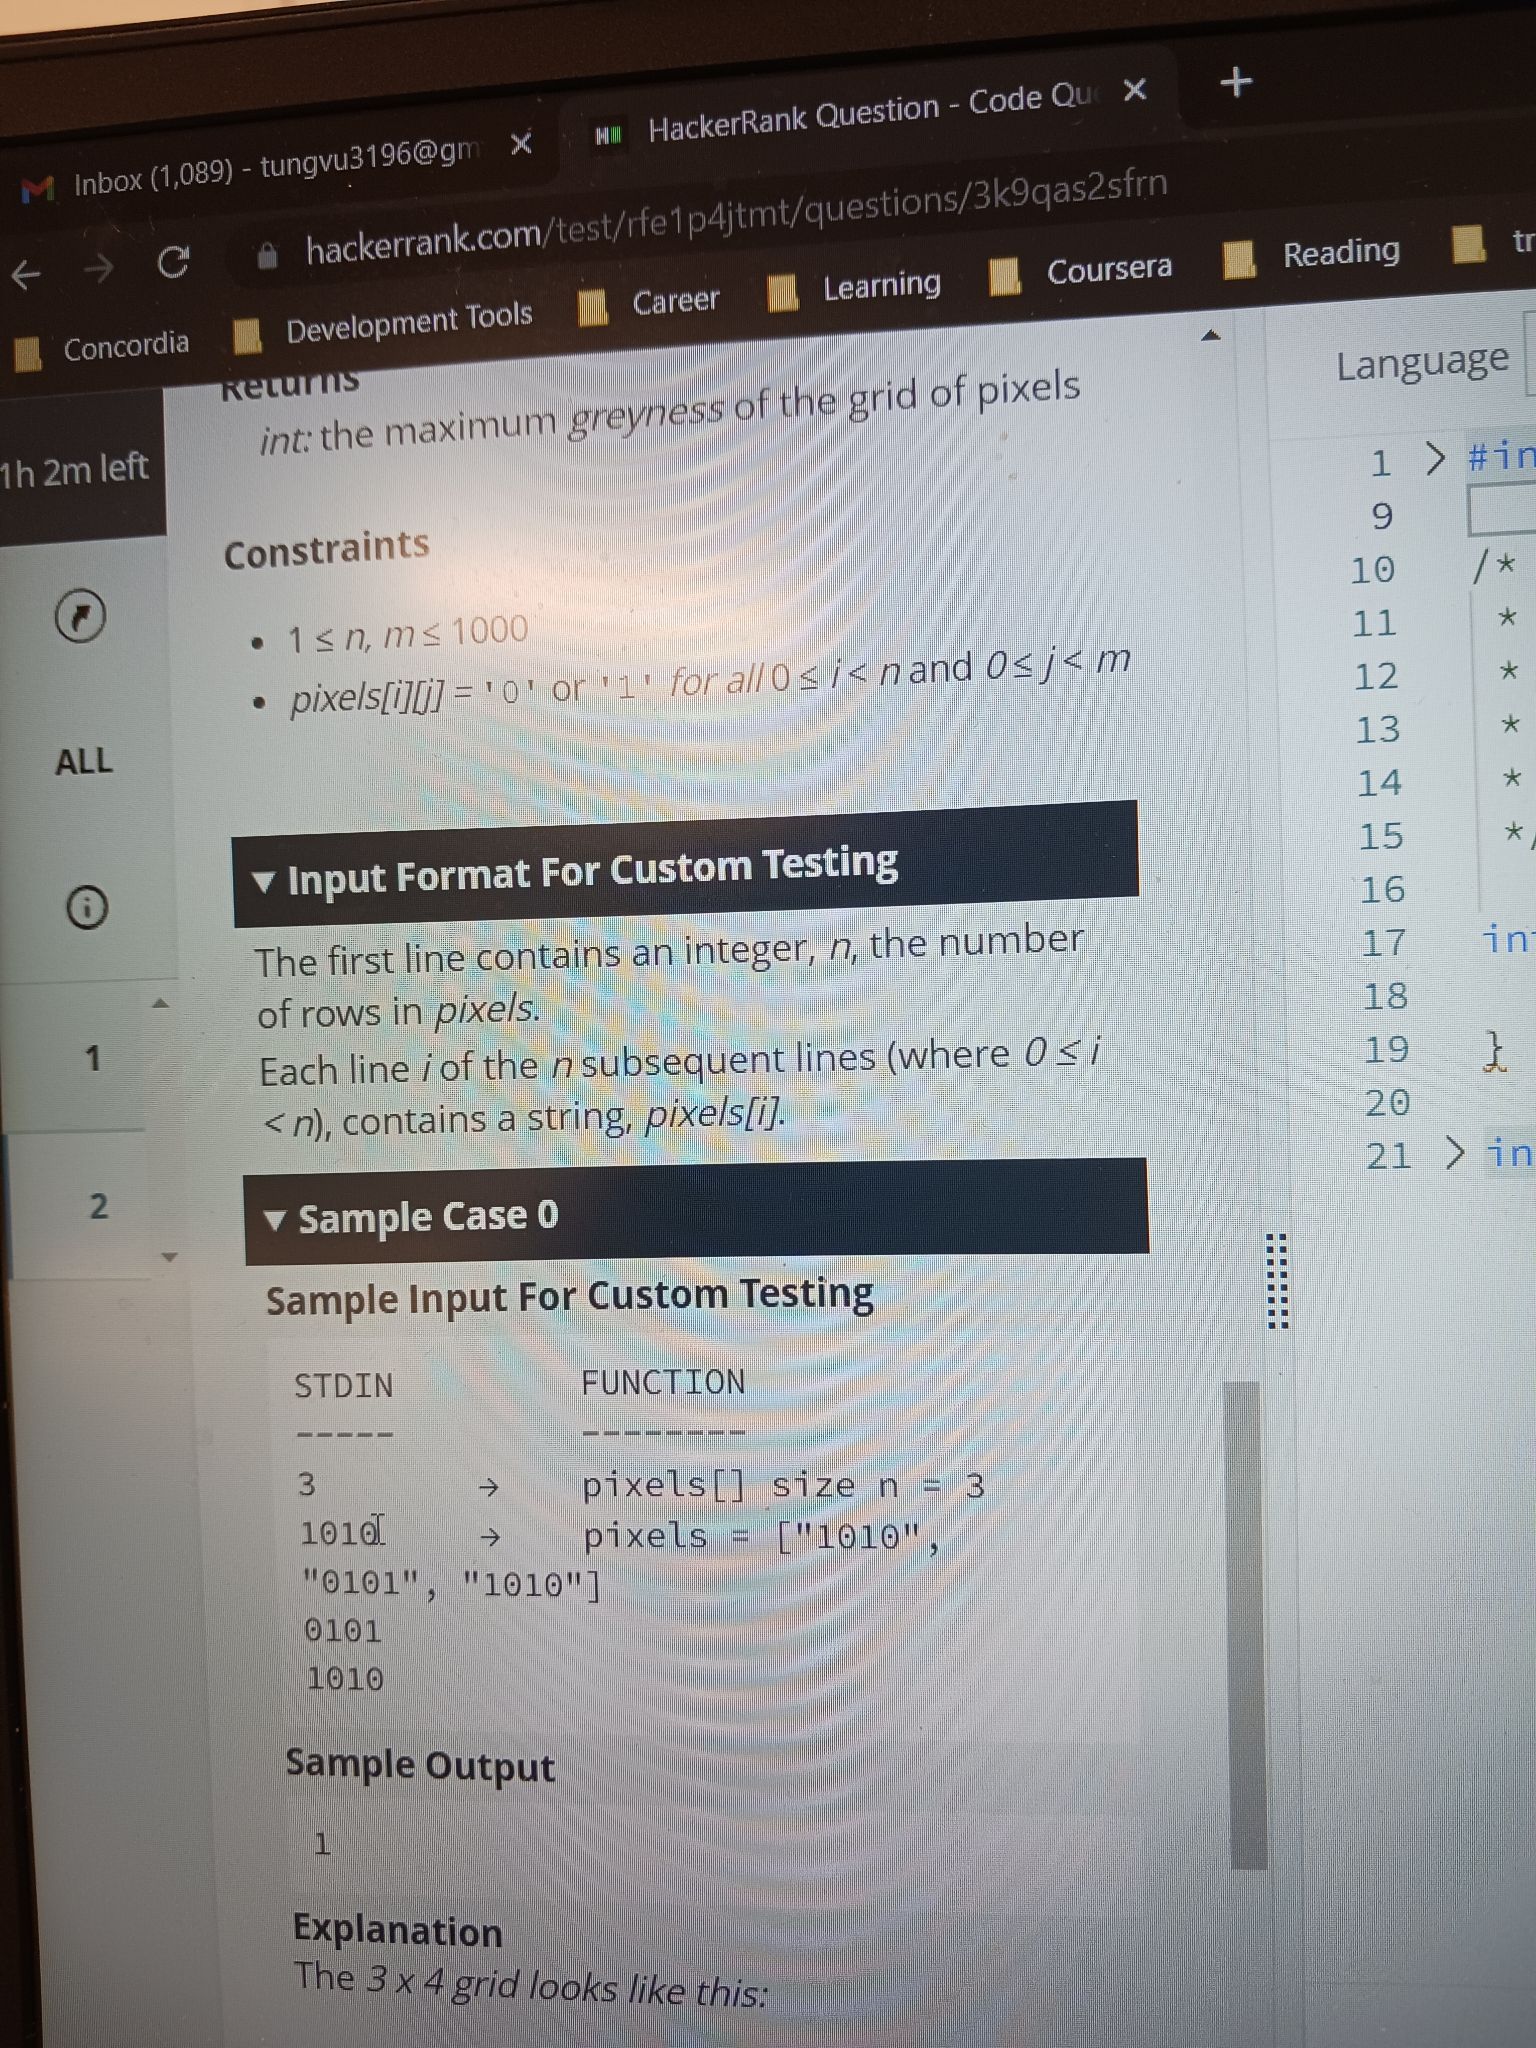 Inbox (1,089) - tungvu3196@gm
HackerRank Question - Code Qu
hackerrank.com/test/rfe1p4jtmt/questions/3k9qas2sfrn
Concordia Development Tools Career Learning Coursera Reading tr
1h 2m left
ALL
1
2
Returns
int: the maximum greyness of the grid of pixels
Constraints
• 1 ≤ n, m ≤ 1000
• pixels[i][j] = '0' or '1' for all 0 ≤ i < n and 0 ≤ j < m
▼ Input Format For Custom Testing
The first line contains an integer, n, the number
of rows in pixels.
Each line i of the n subsequent lines (where 0 ≤ i
< n), contains a string, pixels[i].
▼ Sample Case 0
Sample Input For Custom Testing
STDIN FUNCTION
----- --------
3 → pixels[] size n = 3
1010 → pixels = ["1010",
"0101", "1010"]
0101
1010
Sample Output
1
Explanation
The 3 x 4 grid looks like this:
Language
1 > #in
9
10 /*
11 *
12 *
13 *
14 *
15 */
16
17 int
18
19 }
20
21 > in